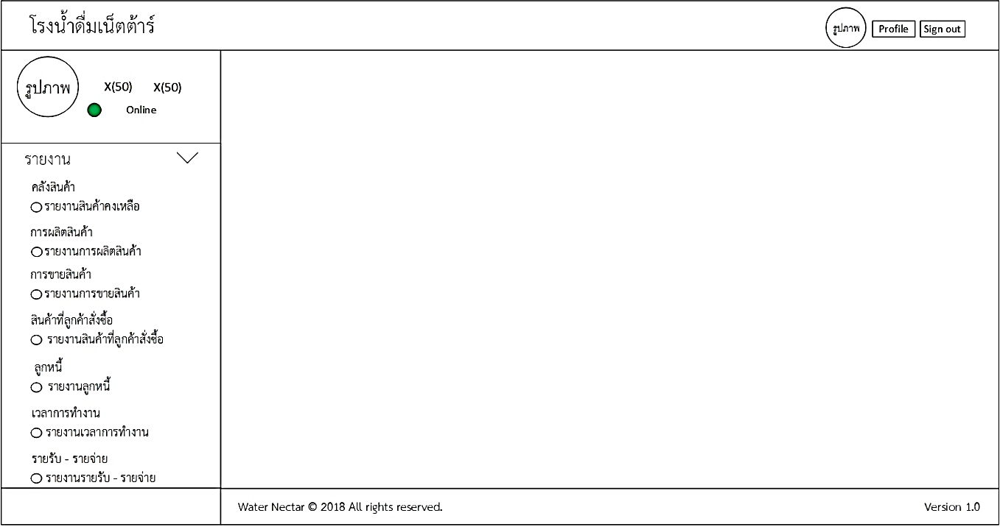 โรงน้ำดื่มเน็ตต้าร์
รูปภาพ Profile Sign out
รูปภาพ X(50) X(50)
Online
รายงาน
คลังสินค้า
รายงานสินค้าคงเหลือ
การผลิตสินค้า
รายงานการผลิตสินค้า
การขายสินค้า
รายงานการขายสินค้า
สินค้าที่ลูกค้าสั่งซื้อ
รายงานสินค้าที่ลูกค้าสั่งซื้อ
ลูกหนี้
รายงานลูกหนี้
เวลาการทำงาน
รายงานเวลาการทำงาน
รายรับ - รายจ่าย
รายงานรายรับ - รายจ่าย
Water Nectar © 2018 All rights reserved. Version 1.0